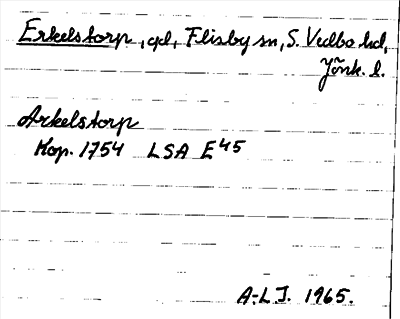 Erkelstorp, gd, Flisby sn, S. Vedbo hd,
Jönk. l.
Arkelstorp
Kop. 1754 LSA E45
A-L J. 1965.